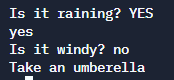 Is it raining? YES
yes
Is it windy? no
Take an umberella